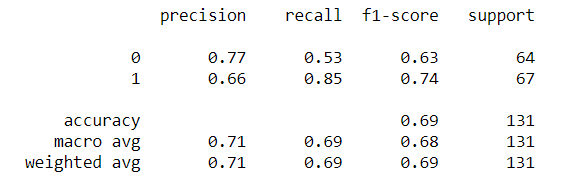 precision recall f1-score support
0 0.77 0.53 0.63 64
1 0.66 0.85 0.74 67
accuracy 0.69 131
macro avg 0.71 0.69 0.68 131
weighted avg 0.71 0.69 0.69 131